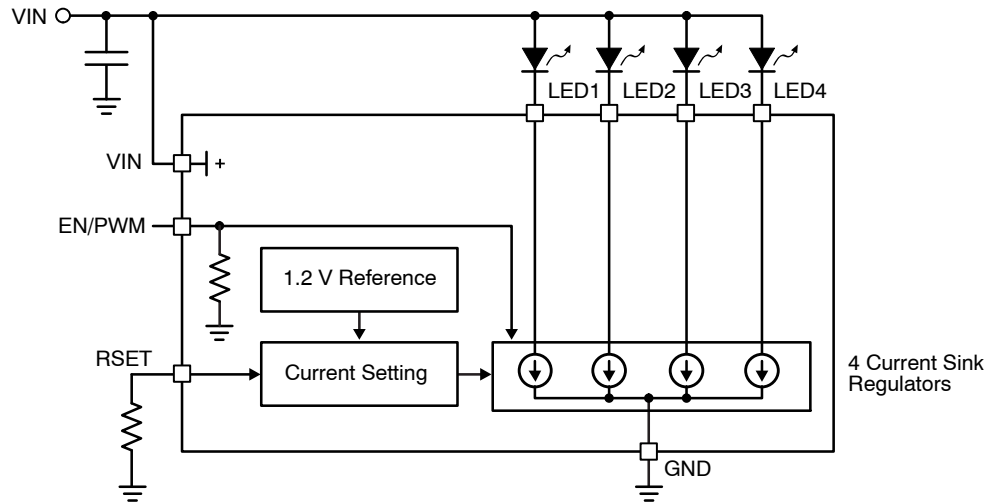 VIN
LED1
LED2
LED3
LED4
VIN
+
EN/PWM
1.2 V Reference
RSET
Current Setting
4 Current Sink
Regulators
GND